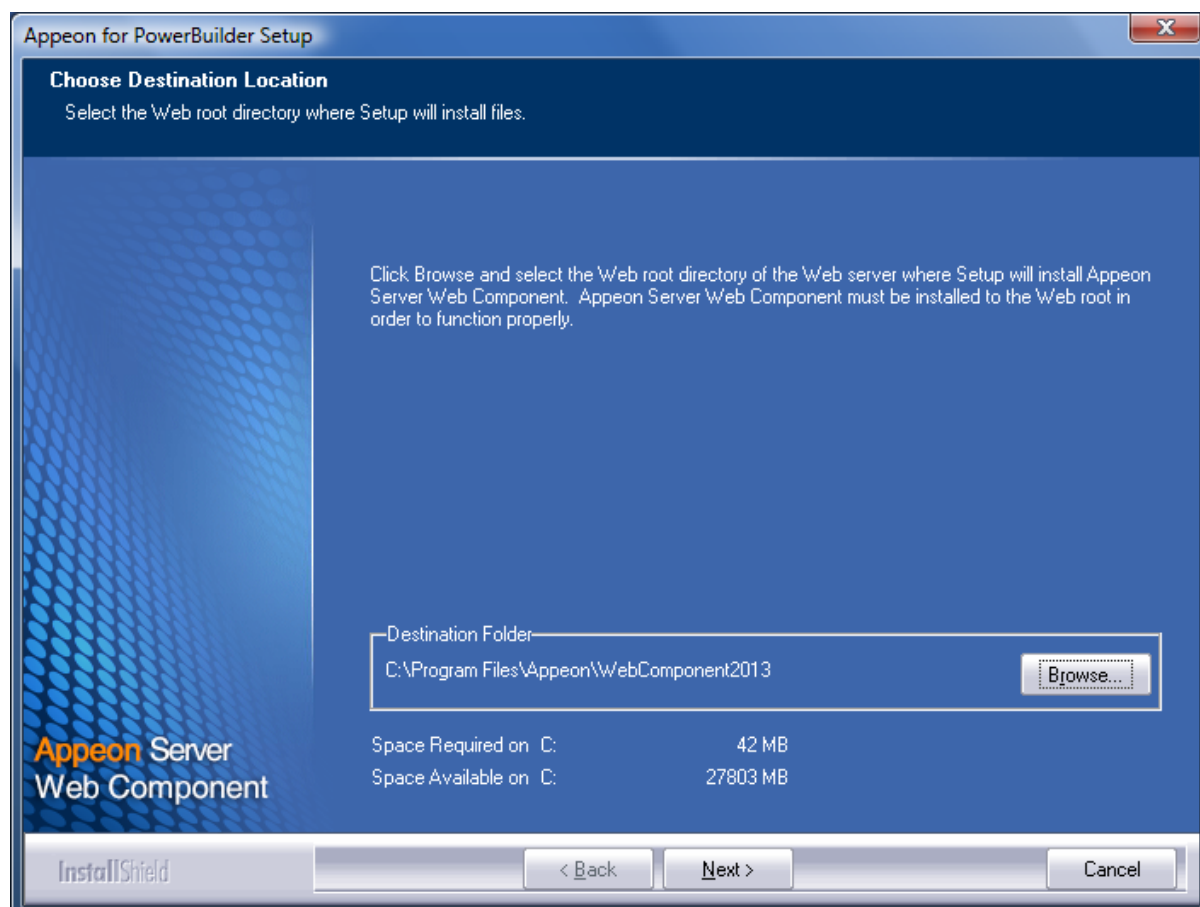 Appeon for PowerBuilder Setup
X
Choose Destination Location
Select the Web root directory where Setup will install files.
Click Browse and select the Web root directory of the Web server where Setup will install Appeon
Server Web Component. Appeon Server Web Component must be installed to the Web root in
order to function properly.
Destination Folder
C:\Program Files\Appeon\WebComponent2013
Browse...
Space Required on C: 42 MB
Space Available on C: 27803 MB
Appeon Server
Web Component
InstallShield
< Back
Next >
Cancel